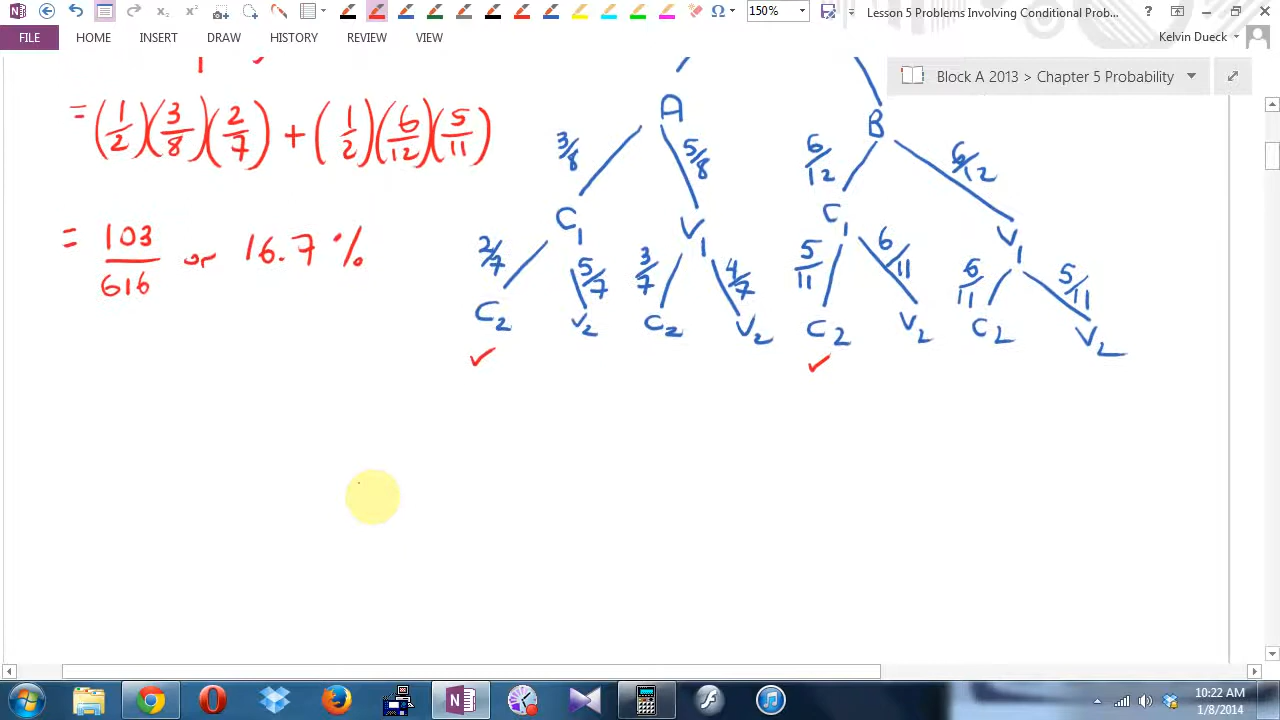 150%
Lesson 5 Problems Involving Conditional Prob...
FILE HOME INSERT DRAW HISTORY REVIEW VIEW
Kelvin Dueck
Block A 2013 > Chapter 5 Probability
= (1/2)(3/8)(2/7) + (1/2)(6/12)(5/11)
= 103/616 or 16.7 %
A B
3/8 5/8 6/12 6/12
C1 V1 C1 V1
2/7 5/7 3/7 4/7 5/11 6/11 6/11 5/11
C2 V2 C2 V2 C2 V2 C2 V2
10:22 AM
1/8/2014